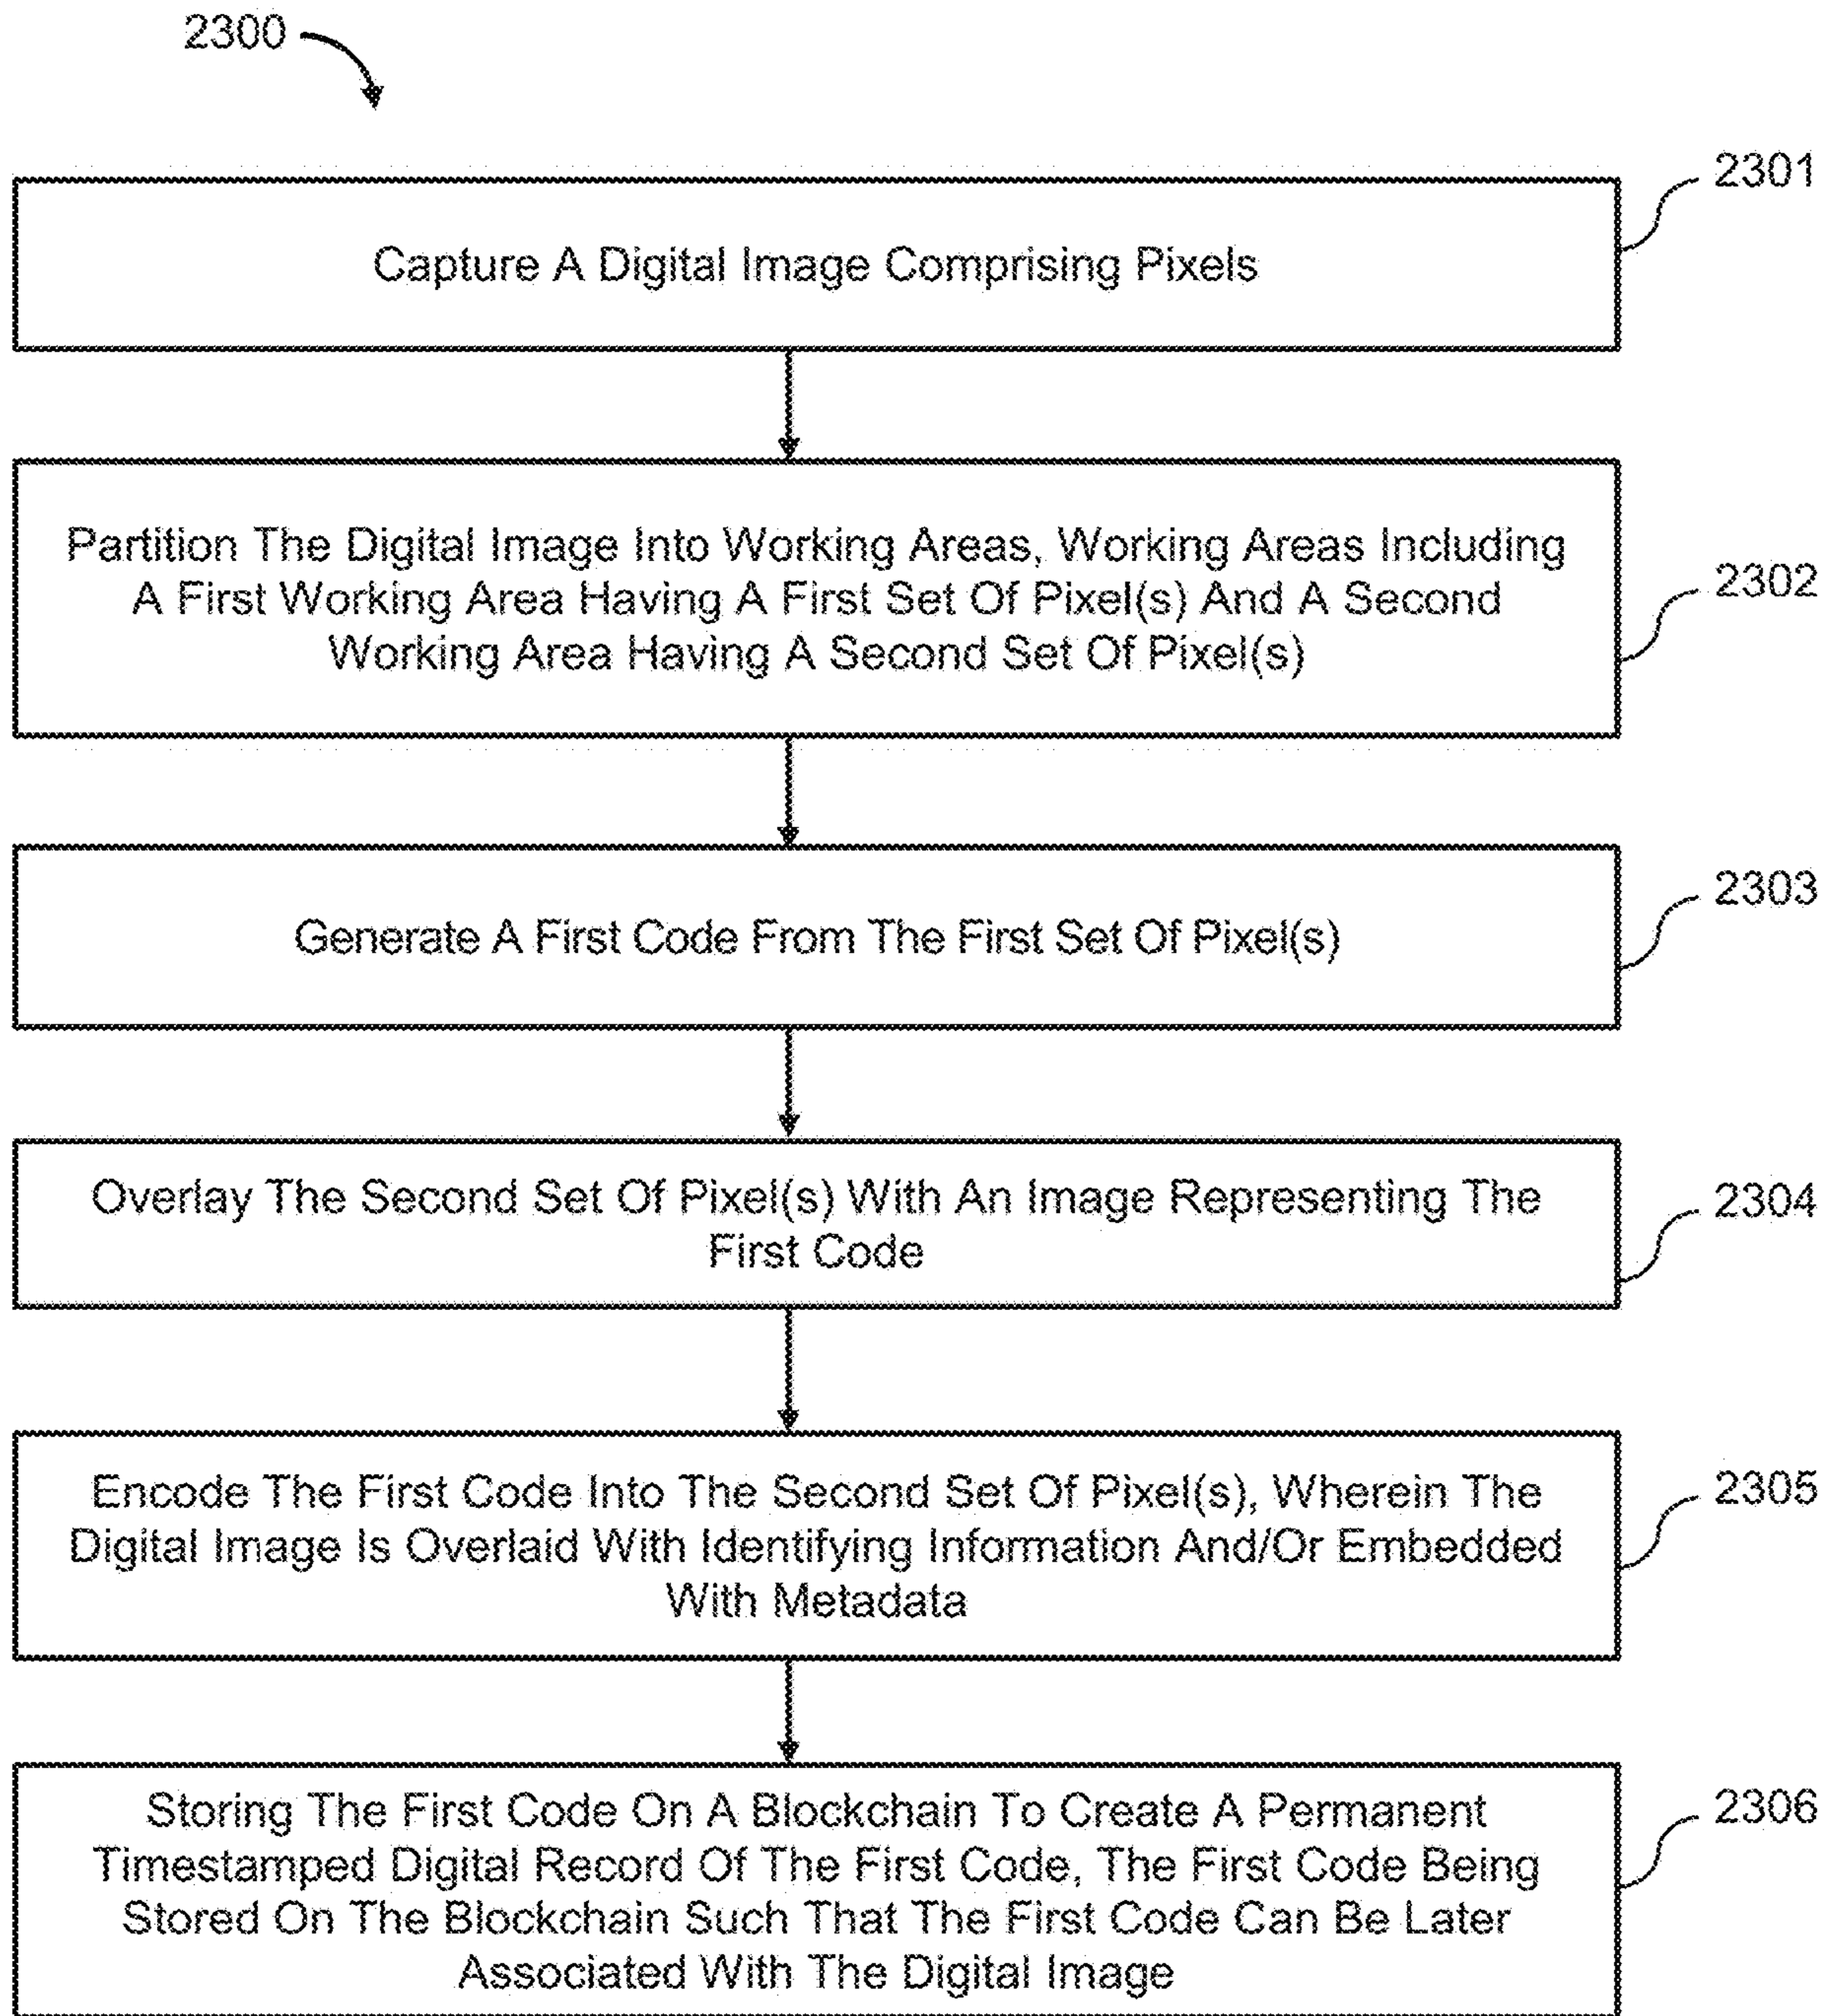 2300
2301
Capture A Digital Image Comprising Pixels
Partition The Digital Image Into Working Areas, Working Areas Including
A First Working Area Having A First Set Of Pixel(s) And A Second
Working Area Having A Second Set Of Pixel(s)
2302
2303
Generate A First Code From The First Set Of Pixel(s)
Overlay The Second Set Of Pixel(s) With An Image Representing The
First Code
2304
Encode The First Code Into The Second Set Of Pixel(s), Wherein The
Digital Image Is Overlaid With Identifying Information And/Or Embedded
With Metadata
2305
Storing The First Code On A Blockchain To Create A Permanent
Timestamped Digital Record Of The First Code, The First Code Being
Stored On The Blockchain Such That The First Code Can Be Later
Associated With The Digital Image
2306